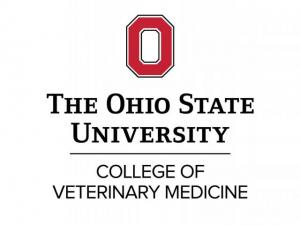 THE OHIO STATE
UNIVERSITY
COLLEGE OF
VETERINARY MEDICINE